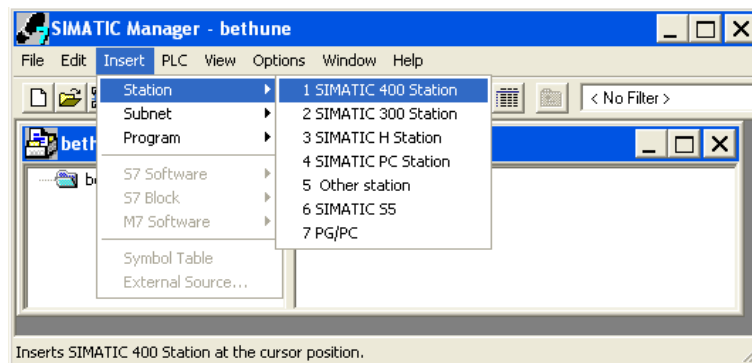 SIMATIC Manager - bethune
File Edit Insert PLC View Options Window Help
< No Filter >
Station
Subnet
Program
S7 Software
S7 Block
M7 Software
Symbol Table
External Source...
1 SIMATIC 400 Station
2 SIMATIC 300 Station
3 SIMATIC H Station
4 SIMATIC PC Station
5 Other station
6 SIMATIC S5
7 PG/PC
Inserts SIMATIC 400 Station at the cursor position.